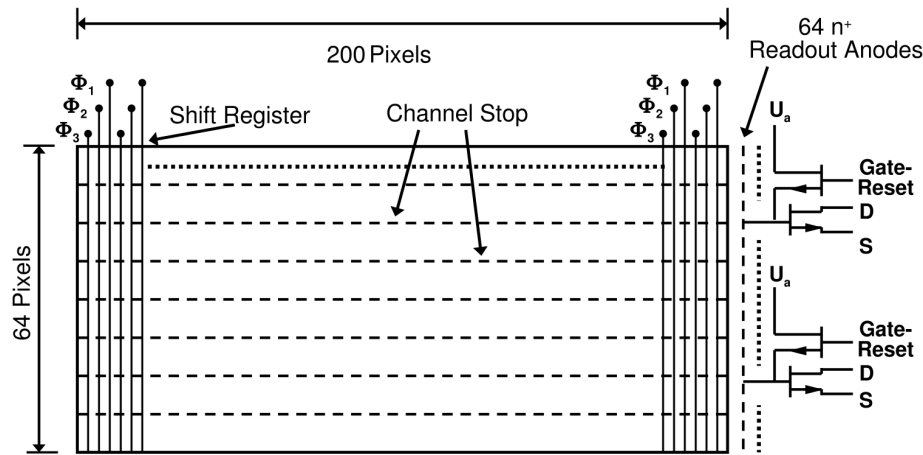 200 Pixels
64 n+
Readout Anodes
Φ1
Φ2
Φ3
Shift Register
Channel Stop
Φ1
Φ2
Φ3
Ua
Gate-
Reset
D
S
64 Pixels
Ua
Gate-
Reset
D
S